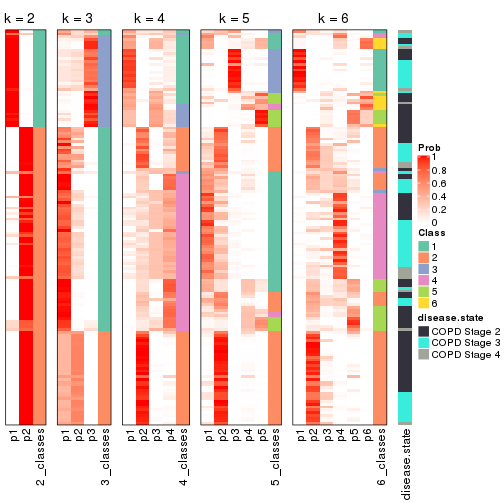 k = 2
k = 3
k = 4
k = 5
k = 6
Prob
1
0.8
0.6
0.4
0.2
0
Class
1
2
3
4
5
6
disease.state
COPD Stage 2
COPD Stage 3
COPD Stage 4
p1
p2
2_classes
p1
p2
p3
3_classes
p1
p2
p3
p4
4_classes
p1
p2
p3
p4
p5
5_classes
p1
p2
p3
p4
p5
p6
6_classes
disease.state